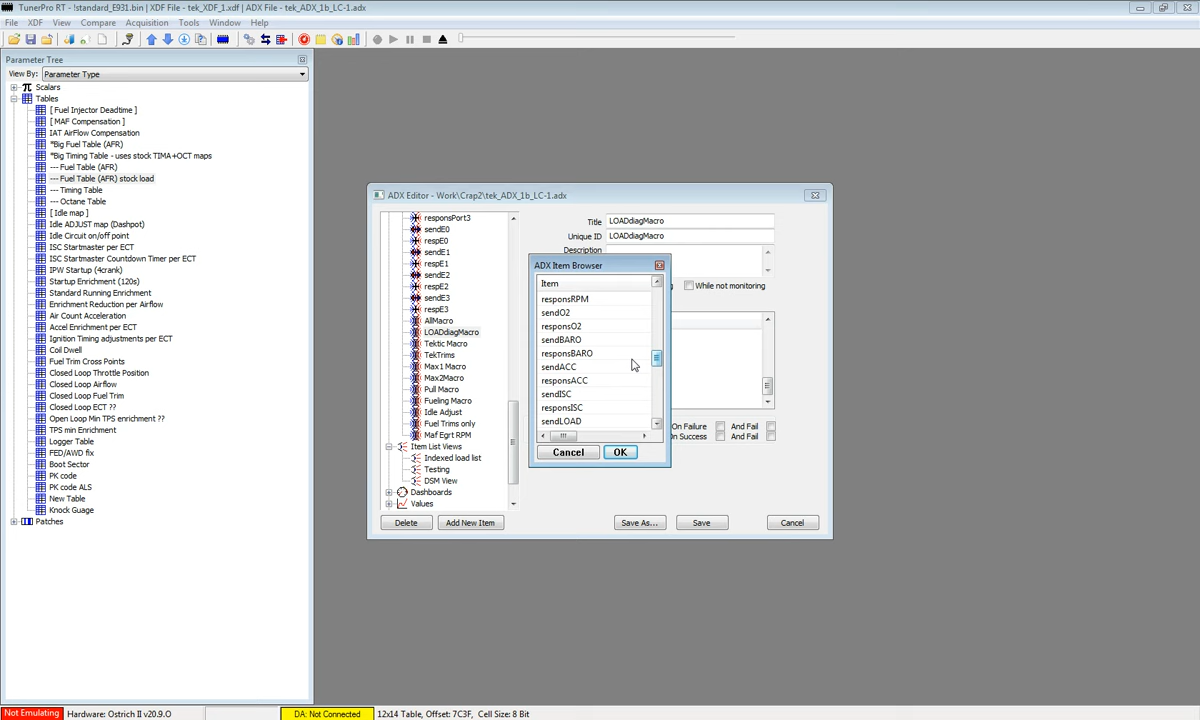 TunerPro RT - !standard_E931.bin | XDF File - tek_XDF_1.xdf | ADX File - tek_ADX_1b_LC-1.adx
File XDF View Compare Acquisition Tools Window Help
Parameter Tree
View By: Parameter Type
Scalars
Tables
[ Fuel Injector Deadtime ]
[ MAF Compensation ]
IAT AirFlow Compensation
*Big Fuel Table (AFR)
*Big Timing Table - uses stock TIMA+OCT maps
--- Fuel Table (AFR)
--- Fuel Table (AFR) stock load
--- Timing Table
--- Octane Table
[ Idle map ]
Idle ADJUST map (Dashpot)
Idle Circuit on/off point
ISC Startmaster per ECT
ISC Startmaster Countdown Timer per ECT
IPW Startup (4crank)
Startup Enrichment (120s)
Standard Running Enrichment
Enrichment Reduction per Airflow
Air Count Acceleration
Accel Enrichment per ECT
Ignition Timing adjustments per ECT
Coil Dwell
Fuel Trim Cross Points
Closed Loop Throttle Position
Closed Loop Airflow
Closed Loop Fuel Trim
Closed Loop ECT ??
Open Loop Min TPS enrichment ??
TPS min Enrichment
Logger Table
FED/AWD fix
Boot Sector
PK code
PK code ALS
New Table
Knock Guage
Patches
ADX Editor - Work\Crap2\tek_ADX_1b_LC-1.adx
responsPort3
sendE0
respE0
sendE1
respE1
sendE2
respE2
sendE3
respE3
AllMacro
LOADdiagMacro
Tektic Macro
TekTrims
Max1 Macro
Max2Macro
Pull Macro
Fueling Macro
Idle Adjust
Fuel Trims only
Maf Egrt RPM
Item List Views
Indexed load list
Testing
DSM View
Dashboards
Values
Title LOADdiagMacro
Unique ID LOADdiagMacro
Description
While not monitoring
On Failure And Fail
On Success And Fail
Delete Add New Item Save As... Save Cancel
ADX Item Browser
Item
responsRPM
sendO2
responsO2
sendBARO
responsBARO
sendACC
responsACC
sendISC
responsISC
sendLOAD
Cancel OK
Not Emulating Hardware: Ostrich II v20.9.O DA: Not Connected 12x14 Table, Offset: 7C3F, Cell Size: 8 Bit